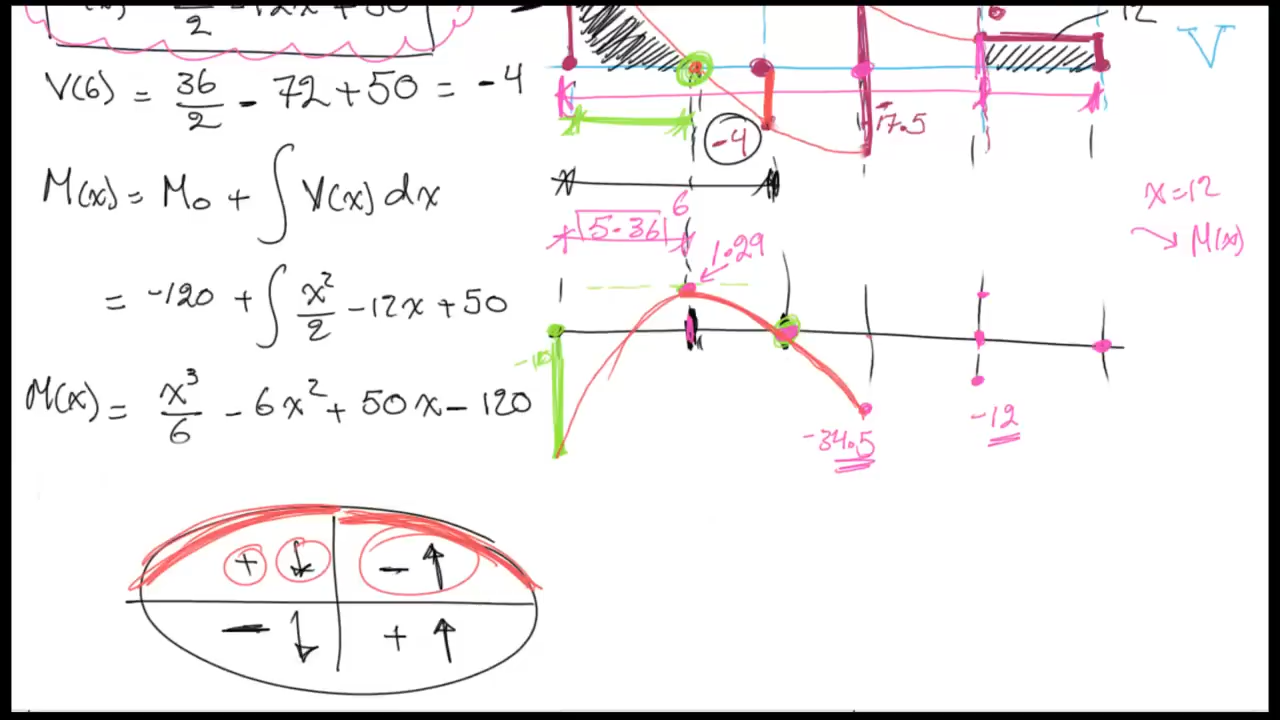 V(6) = 36/2 - 72 + 50 = -4
M(x) = M₀ + ∫ V(x) dx
= -120 + ∫ x²/2 - 12x + 50
M(x) = x³/6 - 6x² + 50x - 120
+ ↓ - ↑
- ↓ + ↑
12
V
-17.5
-4
6
5.36
1.29
x=12
→ M(x)
-34.5
-12